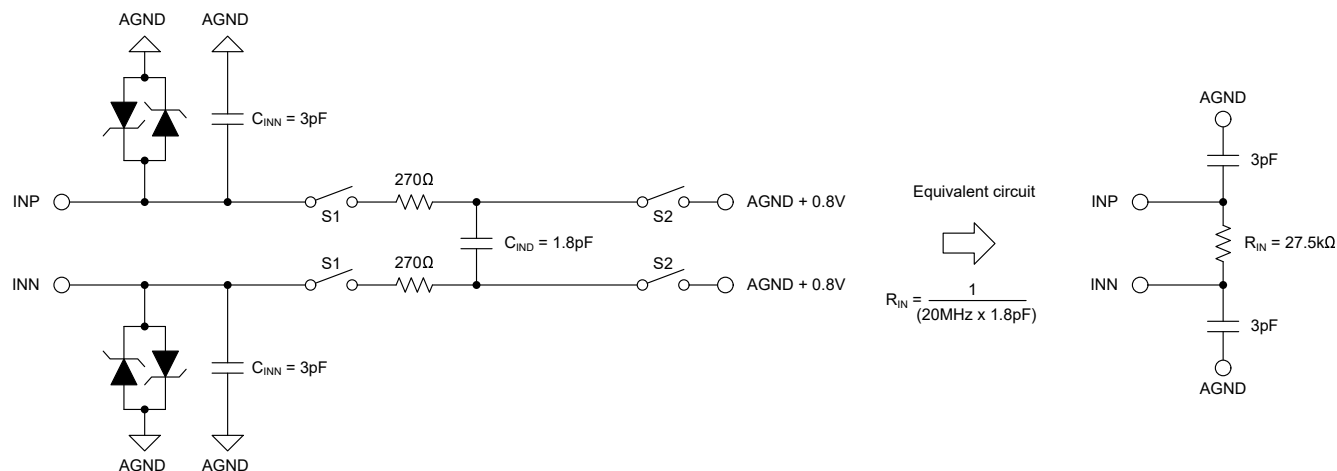 AGND
AGND
C_INN = 3pF
INP
S1
270Ω
S2
AGND + 0.8V
C_IND = 1.8pF
INN
S1
270Ω
S2
AGND + 0.8V
C_INN = 3pF
AGND
AGND
Equivalent circuit
R_IN = 1
(20MHz x 1.8pF)
AGND
3pF
INP
R_IN = 27.5kΩ
INN
3pF
AGND